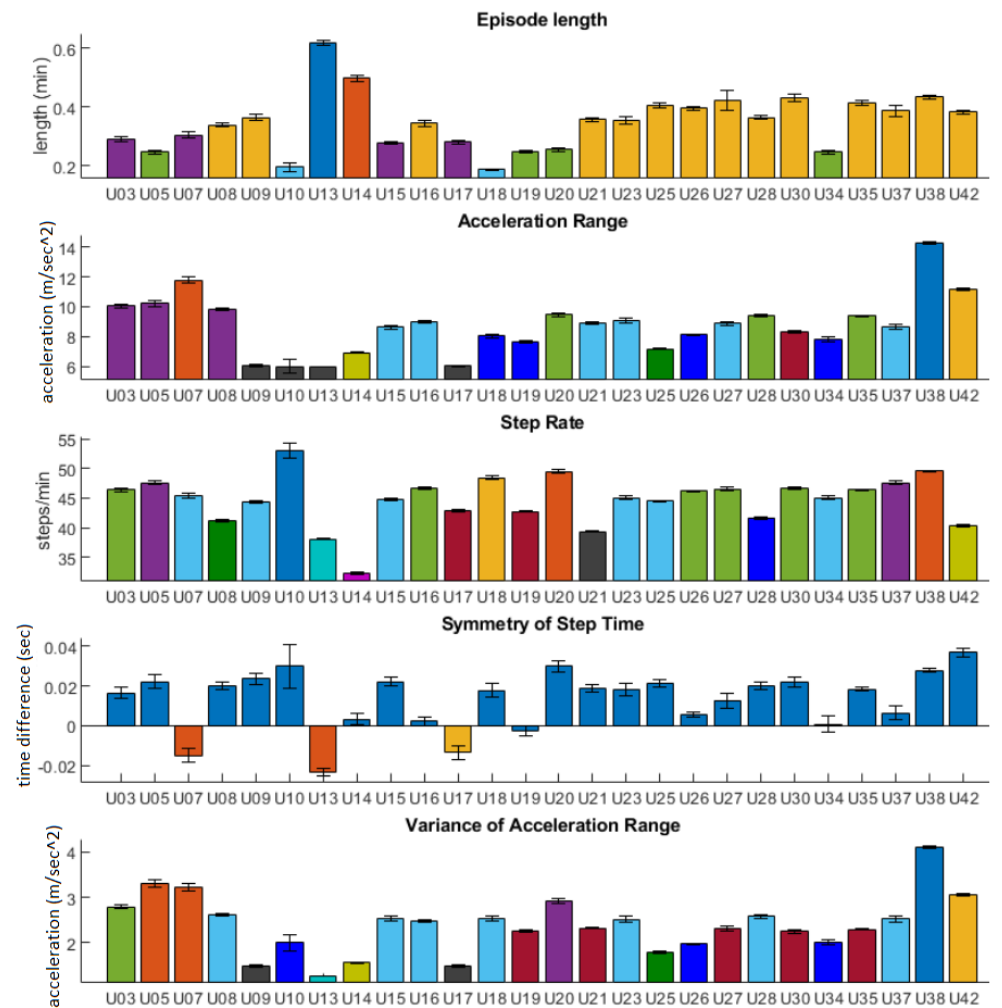 Episode length
length (min)
0.6
0.4
0.2
U03 U05 U07 U08 U09 U10 U13 U14 U15 U16 U17 U18 U19 U20 U21 U23 U25 U26 U27 U28 U30 U34 U35 U37 U38 U42
Acceleration Range
acceleration (m/sec^2)
14
12
10
8
6
U03 U05 U07 U08 U09 U10 U13 U14 U15 U16 U17 U18 U19 U20 U21 U23 U25 U26 U27 U28 U30 U34 U35 U37 U38 U42
Step Rate
steps/min
55
50
45
40
35
U03 U05 U07 U08 U09 U10 U13 U14 U15 U16 U17 U18 U19 U20 U21 U23 U25 U26 U27 U28 U30 U34 U35 U37 U38 U42
Symmetry of Step Time
time difference (sec)
0.04
0.02
0
-0.02
U03 U05 U07 U08 U09 U10 U13 U14 U15 U16 U17 U18 U19 U20 U21 U23 U25 U26 U27 U28 U30 U34 U35 U37 U38 U42
Variance of Acceleration Range
acceleration (m/sec^2)
4
3
2
U03 U05 U07 U08 U09 U10 U13 U14 U15 U16 U17 U18 U19 U20 U21 U23 U25 U26 U27 U28 U30 U34 U35 U37 U38 U42